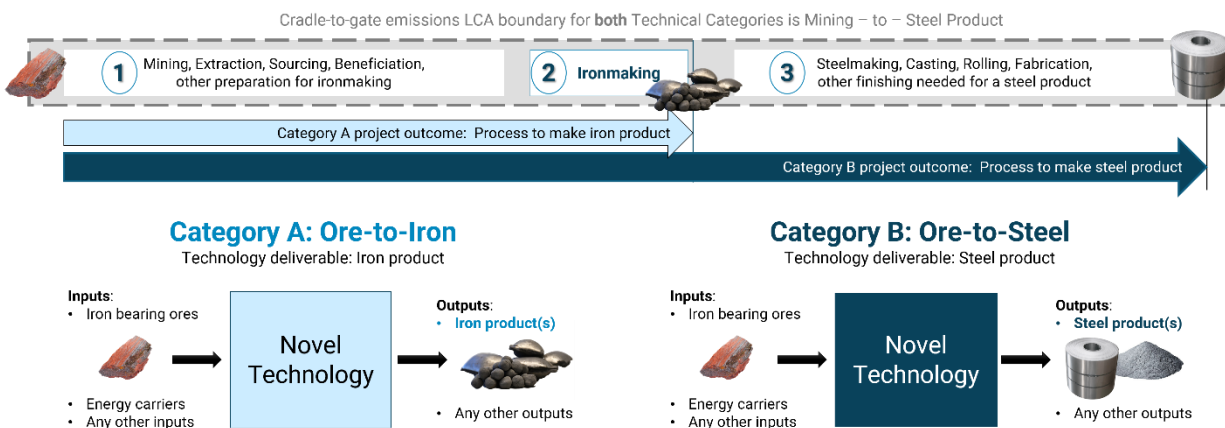 Cradle-to-gate emissions LCA boundary for both Technical Categories is Mining – to – Steel Product
1
Mining, Extraction, Sourcing, Beneficiation,
other preparation for ironmaking
2
Ironmaking
3
Steelmaking, Casting, Rolling, Fabrication,
other finishing needed for a steel product
Category A project outcome: Process to make iron product
Category B project outcome: Process to make steel product
Category A: Ore-to-Iron
Technology deliverable: Iron product
Inputs:
• Iron bearing ores
• Energy carriers
• Any other inputs
Novel
Technology
Outputs:
• Iron product(s)
• Any other outputs
Category B: Ore-to-Steel
Technology deliverable: Steel product
Inputs:
• Iron bearing ores
• Energy carriers
• Any other inputs
Novel
Technology
Outputs:
• Steel product(s)
• Any other outputs